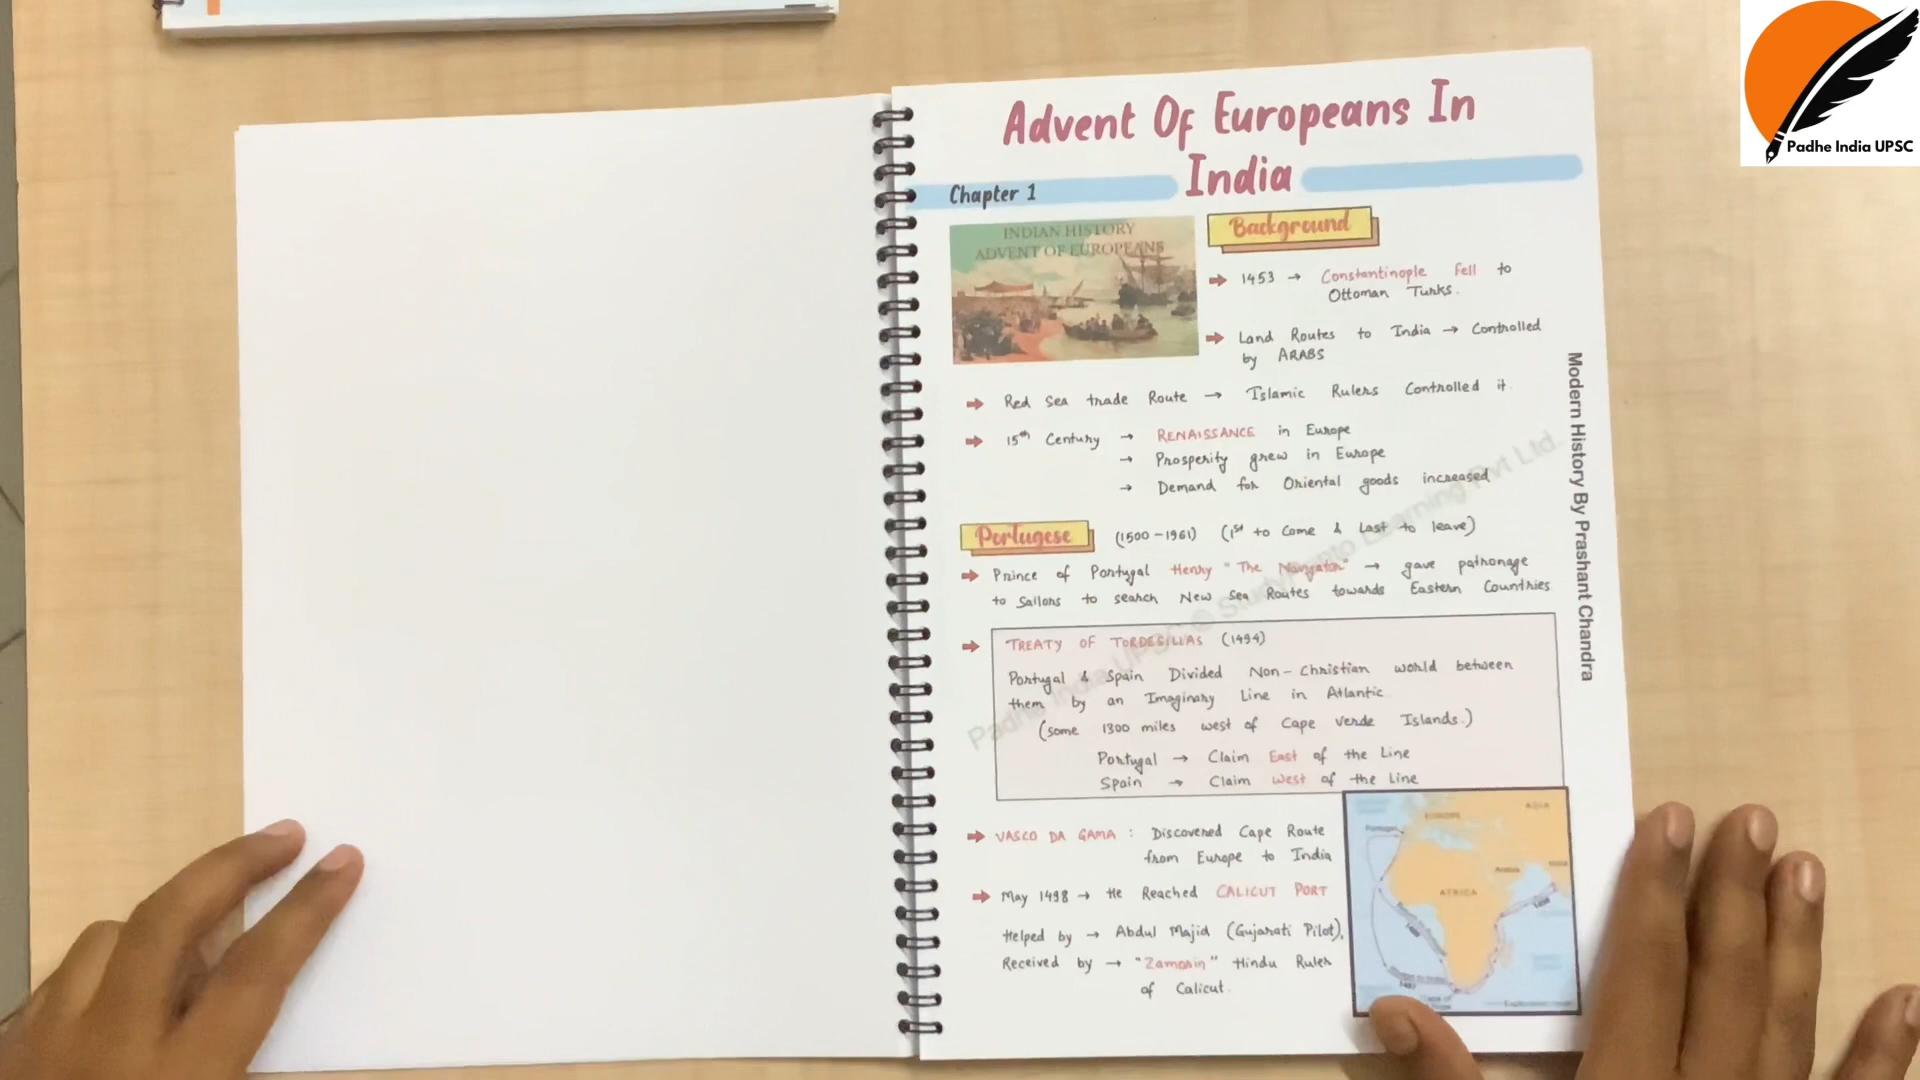 Padhe India UPSC
Advent Of Europeans In
India
Chapter 1
INDIAN HISTORY
ADVENT OF EUROPEANS
Background
→ 1453 → Constantinople Fell to
Ottoman Turks.
→ Land Routes to India → Controlled
by ARABS
→ Red Sea trade Route → Islamic Rulers Controlled it.
→ 15th Century → RENAISSANCE in Europe
→ Prosperity grew in Europe
→ Demand for Oriental goods increased
Portugese (1500-1961) (1st to Come & Last to leave)
→ Prince of Portugal Henry "The Navigator" → gave patronage
to Sailors to search New Sea Routes towards Eastern Countries
→ TREATY OF TORDESILLAS (1494)
Portugal & Spain Divided Non-Christian world between
them by an Imaginary Line in Atlantic
(some 1300 miles west of Cape Verde Islands.)
Portugal → Claim East of the Line
Spain → Claim West of the Line
→ VASCO DA GAMA : Discovered Cape Route
from Europe to India
→ May 1498 → He Reached CALICUT PORT
Helped by → Abdul Majid (Gujarati Pilot),
Received by → "Zamorin" Hindu Ruler
of Calicut.
EUROPE
ASIA
Portugal
Arabia
AFRICA
Modern History By Prashant Chandra